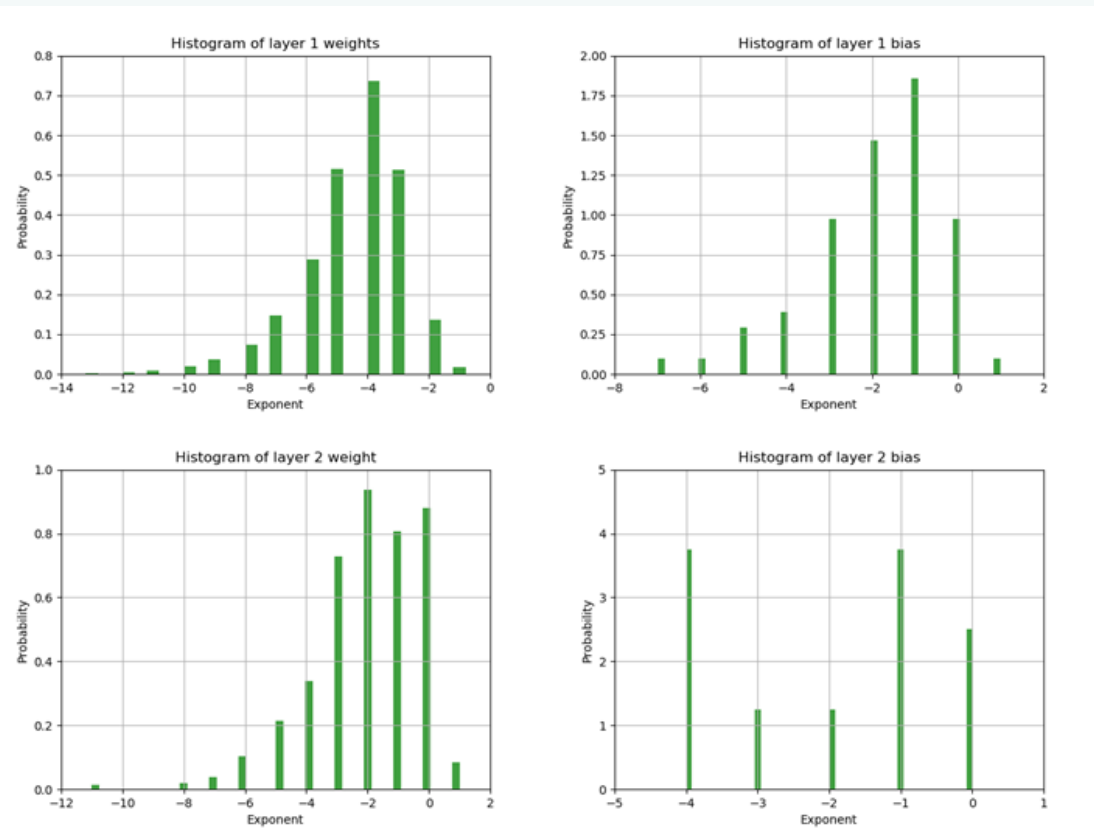 Histogram of layer 1 weights
0.8
0.7
0.6
0.5
0.4
0.3
0.2
0.1
0.0
Probability
−14 −12 −10 −8 −6 −4 −2 0
Exponent
Histogram of layer 1 bias
2.00
1.75
1.50
1.25
1.00
0.75
0.50
0.25
0.00
Probability
−8 −6 −4 −2 0 2
Exponent
Histogram of layer 2 weight
1.0
0.8
0.6
0.4
0.2
0.0
Probability
−12 −10 −8 −6 −4 −2 0 2
Exponent
Histogram of layer 2 bias
5
4
3
2
1
0
Probability
−5 −4 −3 −2 −1 0 1
Exponent